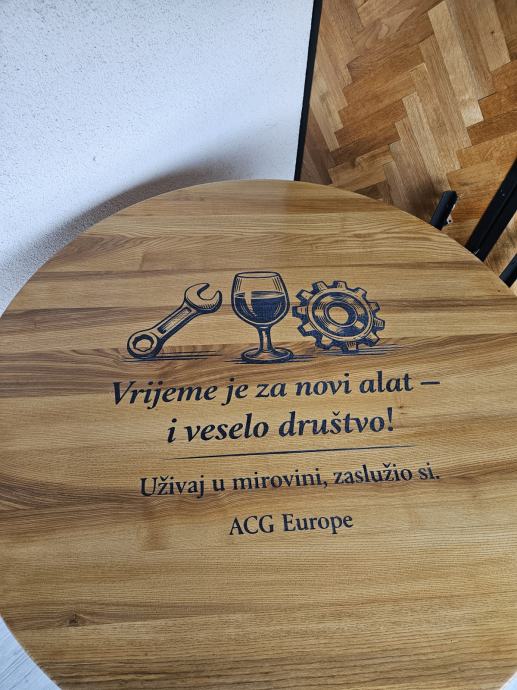 Vrijeme je za novi alat –
i veselo društvo!
Uživaj u mirovini, zaslužio si.
ACG Europe